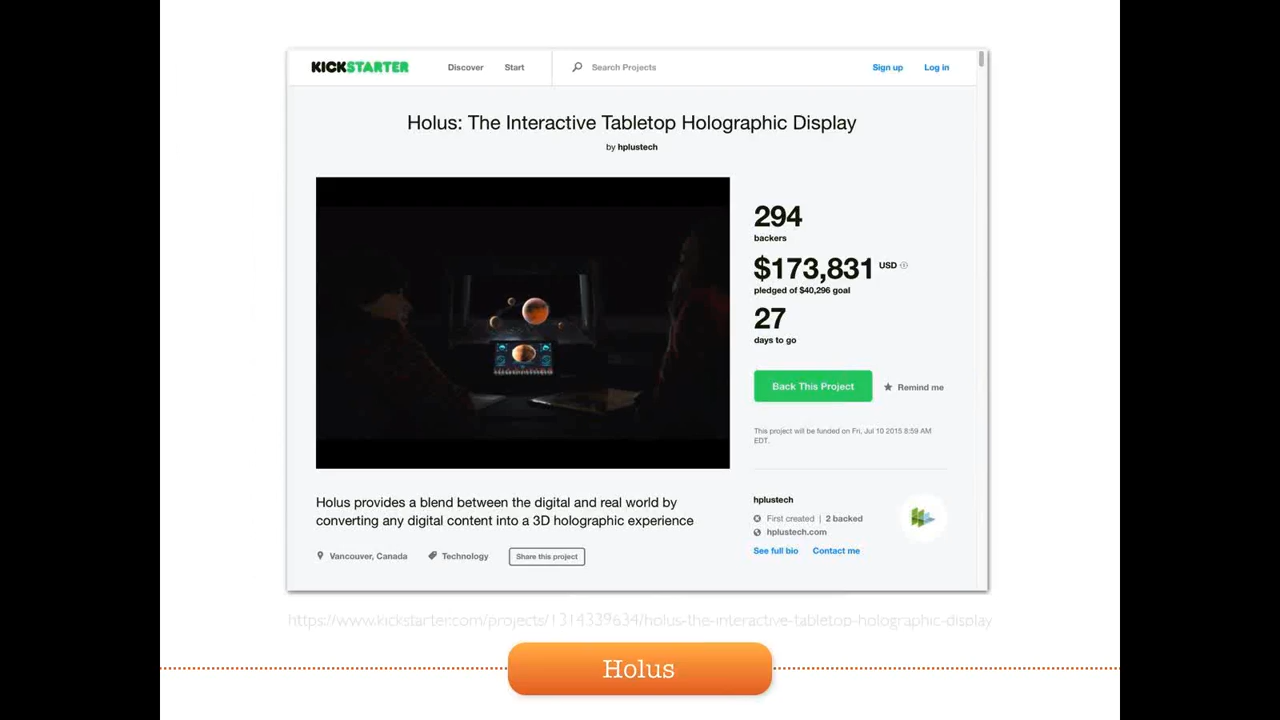 KICKSTARTER Discover Start Search Projects Sign up Log in
Holus: The Interactive Tabletop Holographic Display
by hplustech
294
backers
$173,831 USD
pledged of $40,296 goal
27
days to go
Back This Project Remind me
This project will be funded on Fri, Jul 10 2015 8:59 AM
EDT.
Holus provides a blend between the digital and real world by
converting any digital content into a 3D holographic experience
Vancouver, Canada Technology Share this project
hplustech
First created | 2 backed
hplustech.com
See full bio Contact me
https://www.kickstarter.com/projects/1314339634/holus-the-interactive-tabletop-holographic-display
Holus